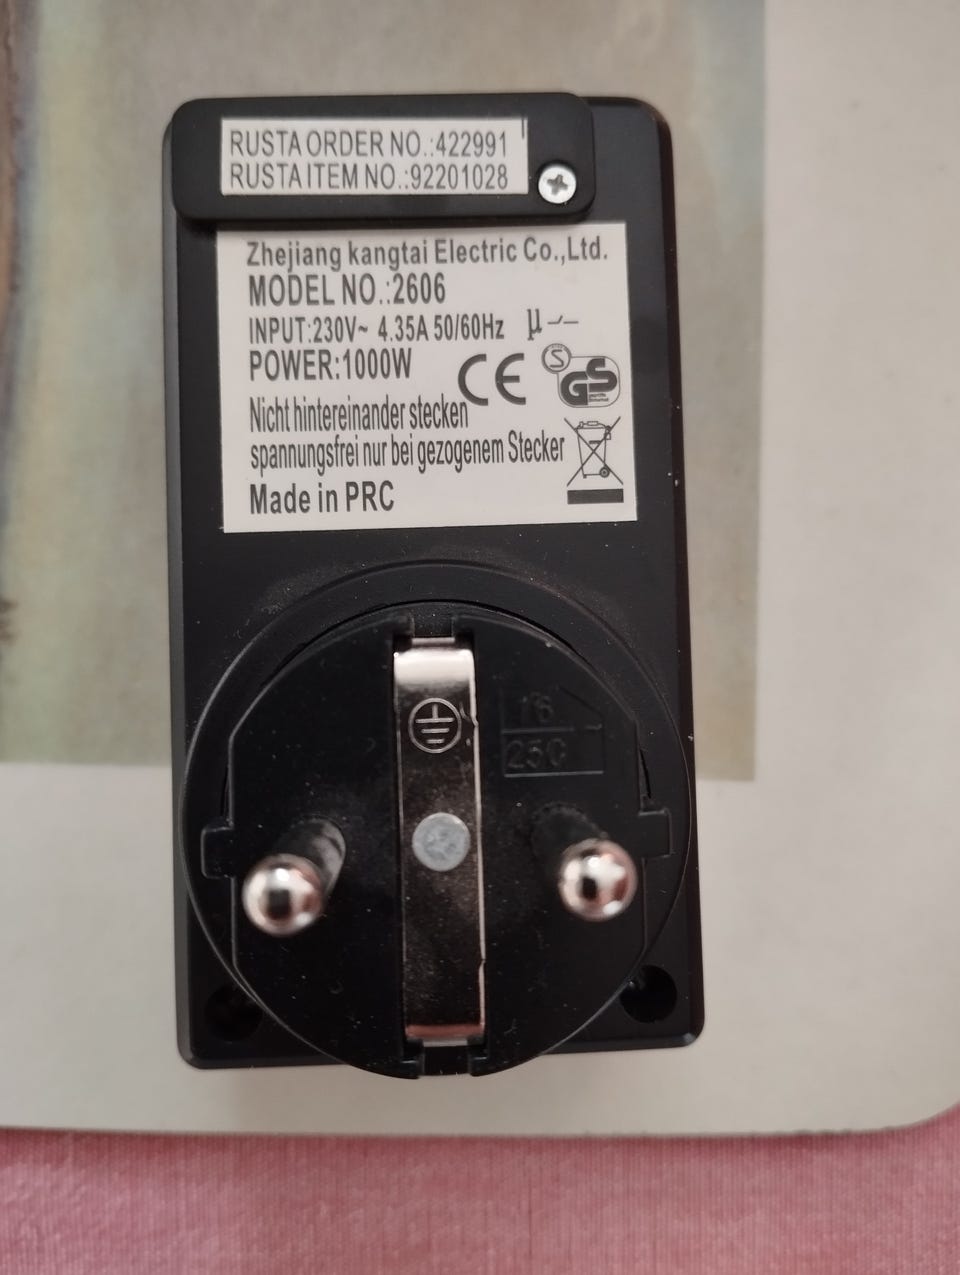 RUSTA ORDER NO.:422991
RUSTA ITEM NO.:92201028
Zhejiang kangtai Electric Co.,Ltd.
MODEL NO.:2606
INPUT:230V~ 4.35A 50/60Hz µ
POWER:1000W
CE
S
GS
Nicht hintereinander stecken
spannungsfrei nur bei gezogenem Stecker
Made in PRC
16
250